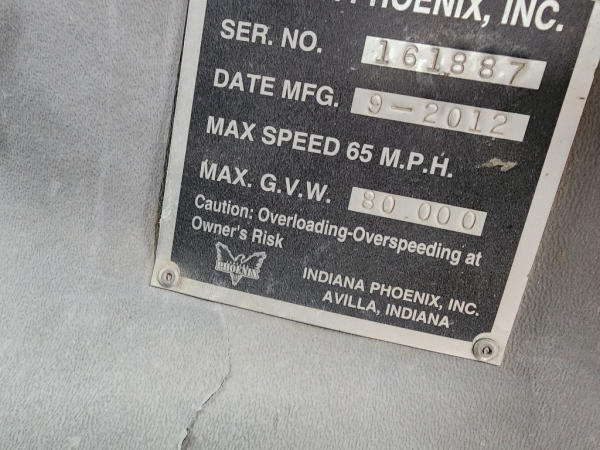 PHOENIX, INC.
SER. NO. 161887
DATE MFG. 9-2012
MAX SPEED 65 M.P.H.
MAX. G.V.W. 80 000
Caution: Overloading-Overspeeding at
Owner's Risk
PHOENIX
INDIANA PHOENIX, INC.
AVILLA, INDIANA